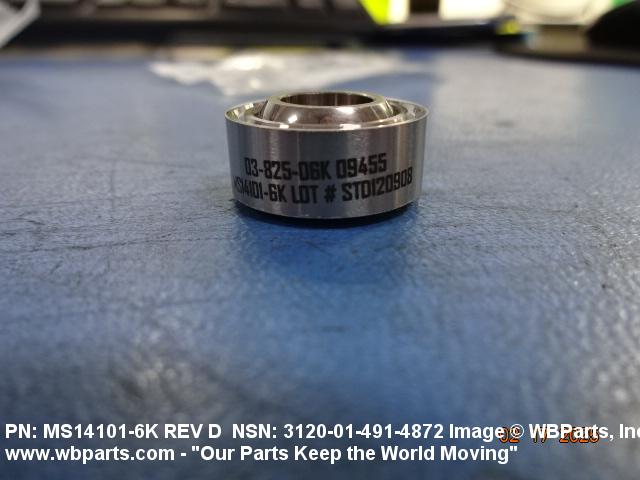 03-825-06K 09455
MS14101-6K LOT # STD120908
PN: MS14101-6K REV D NSN: 3120-01-491-4872 Image © WBParts, Inc
www.wbparts.com - "Our Parts Keep the World Moving"